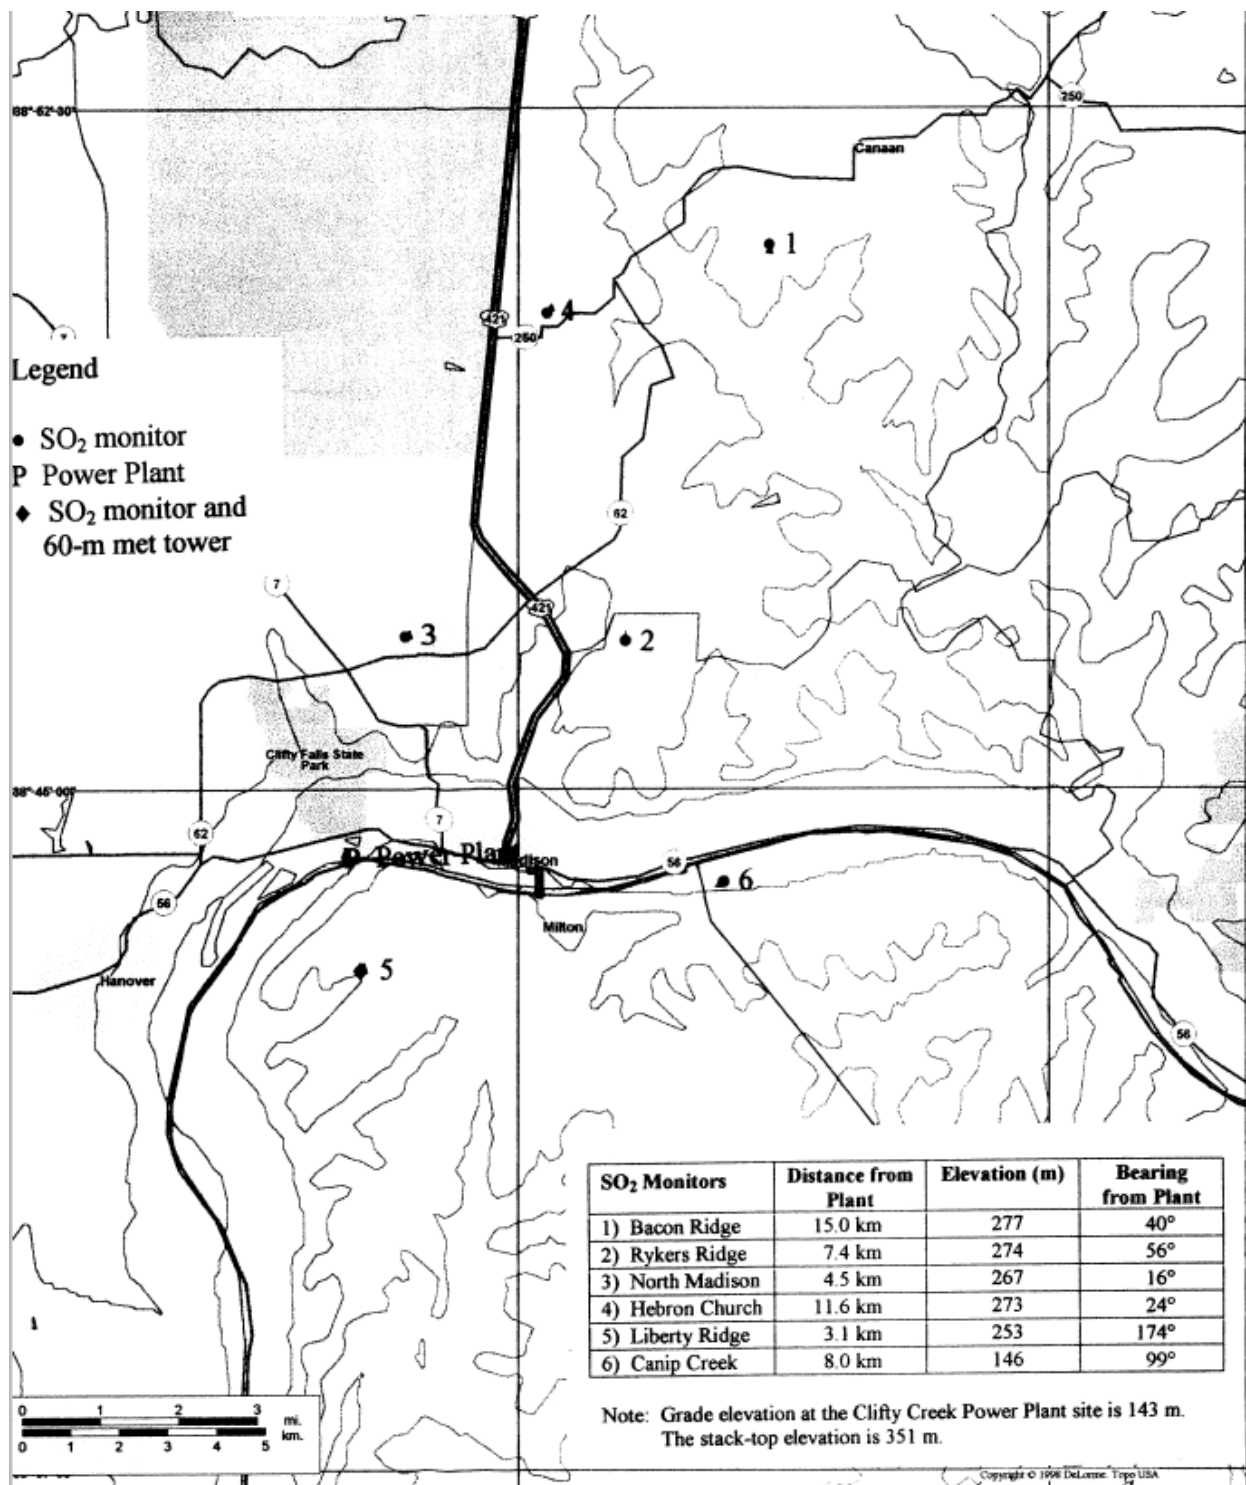 88°-52'-30"
250
Canaan
1
4
421
250
7
Legend
SO₂ monitor
P Power Plant
SO₂ monitor and
60-m met tower
62
7
421
3
2
Clifty Falls State
Park
38°-45'-00"
7
62
P Power Plant
Madison
56
6
56
Milton
5
Hanover
56
SO₂ Monitors Distance from Plant Elevation (m) Bearing from Plant
1) Bacon Ridge 15.0 km 277 40°
2) Rykers Ridge 7.4 km 274 56°
3) North Madison 4.5 km 267 16°
4) Hebron Church 11.6 km 273 24°
5) Liberty Ridge 3.1 km 253 174°
6) Canip Creek 8.0 km 146 99°
0 1 2 3 mi.
0 1 2 3 4 5 km.
Note: Grade elevation at the Clifty Creek Power Plant site is 143 m.
The stack-top elevation is 351 m.
Copyright © 1998 DeLorme. Topo USA